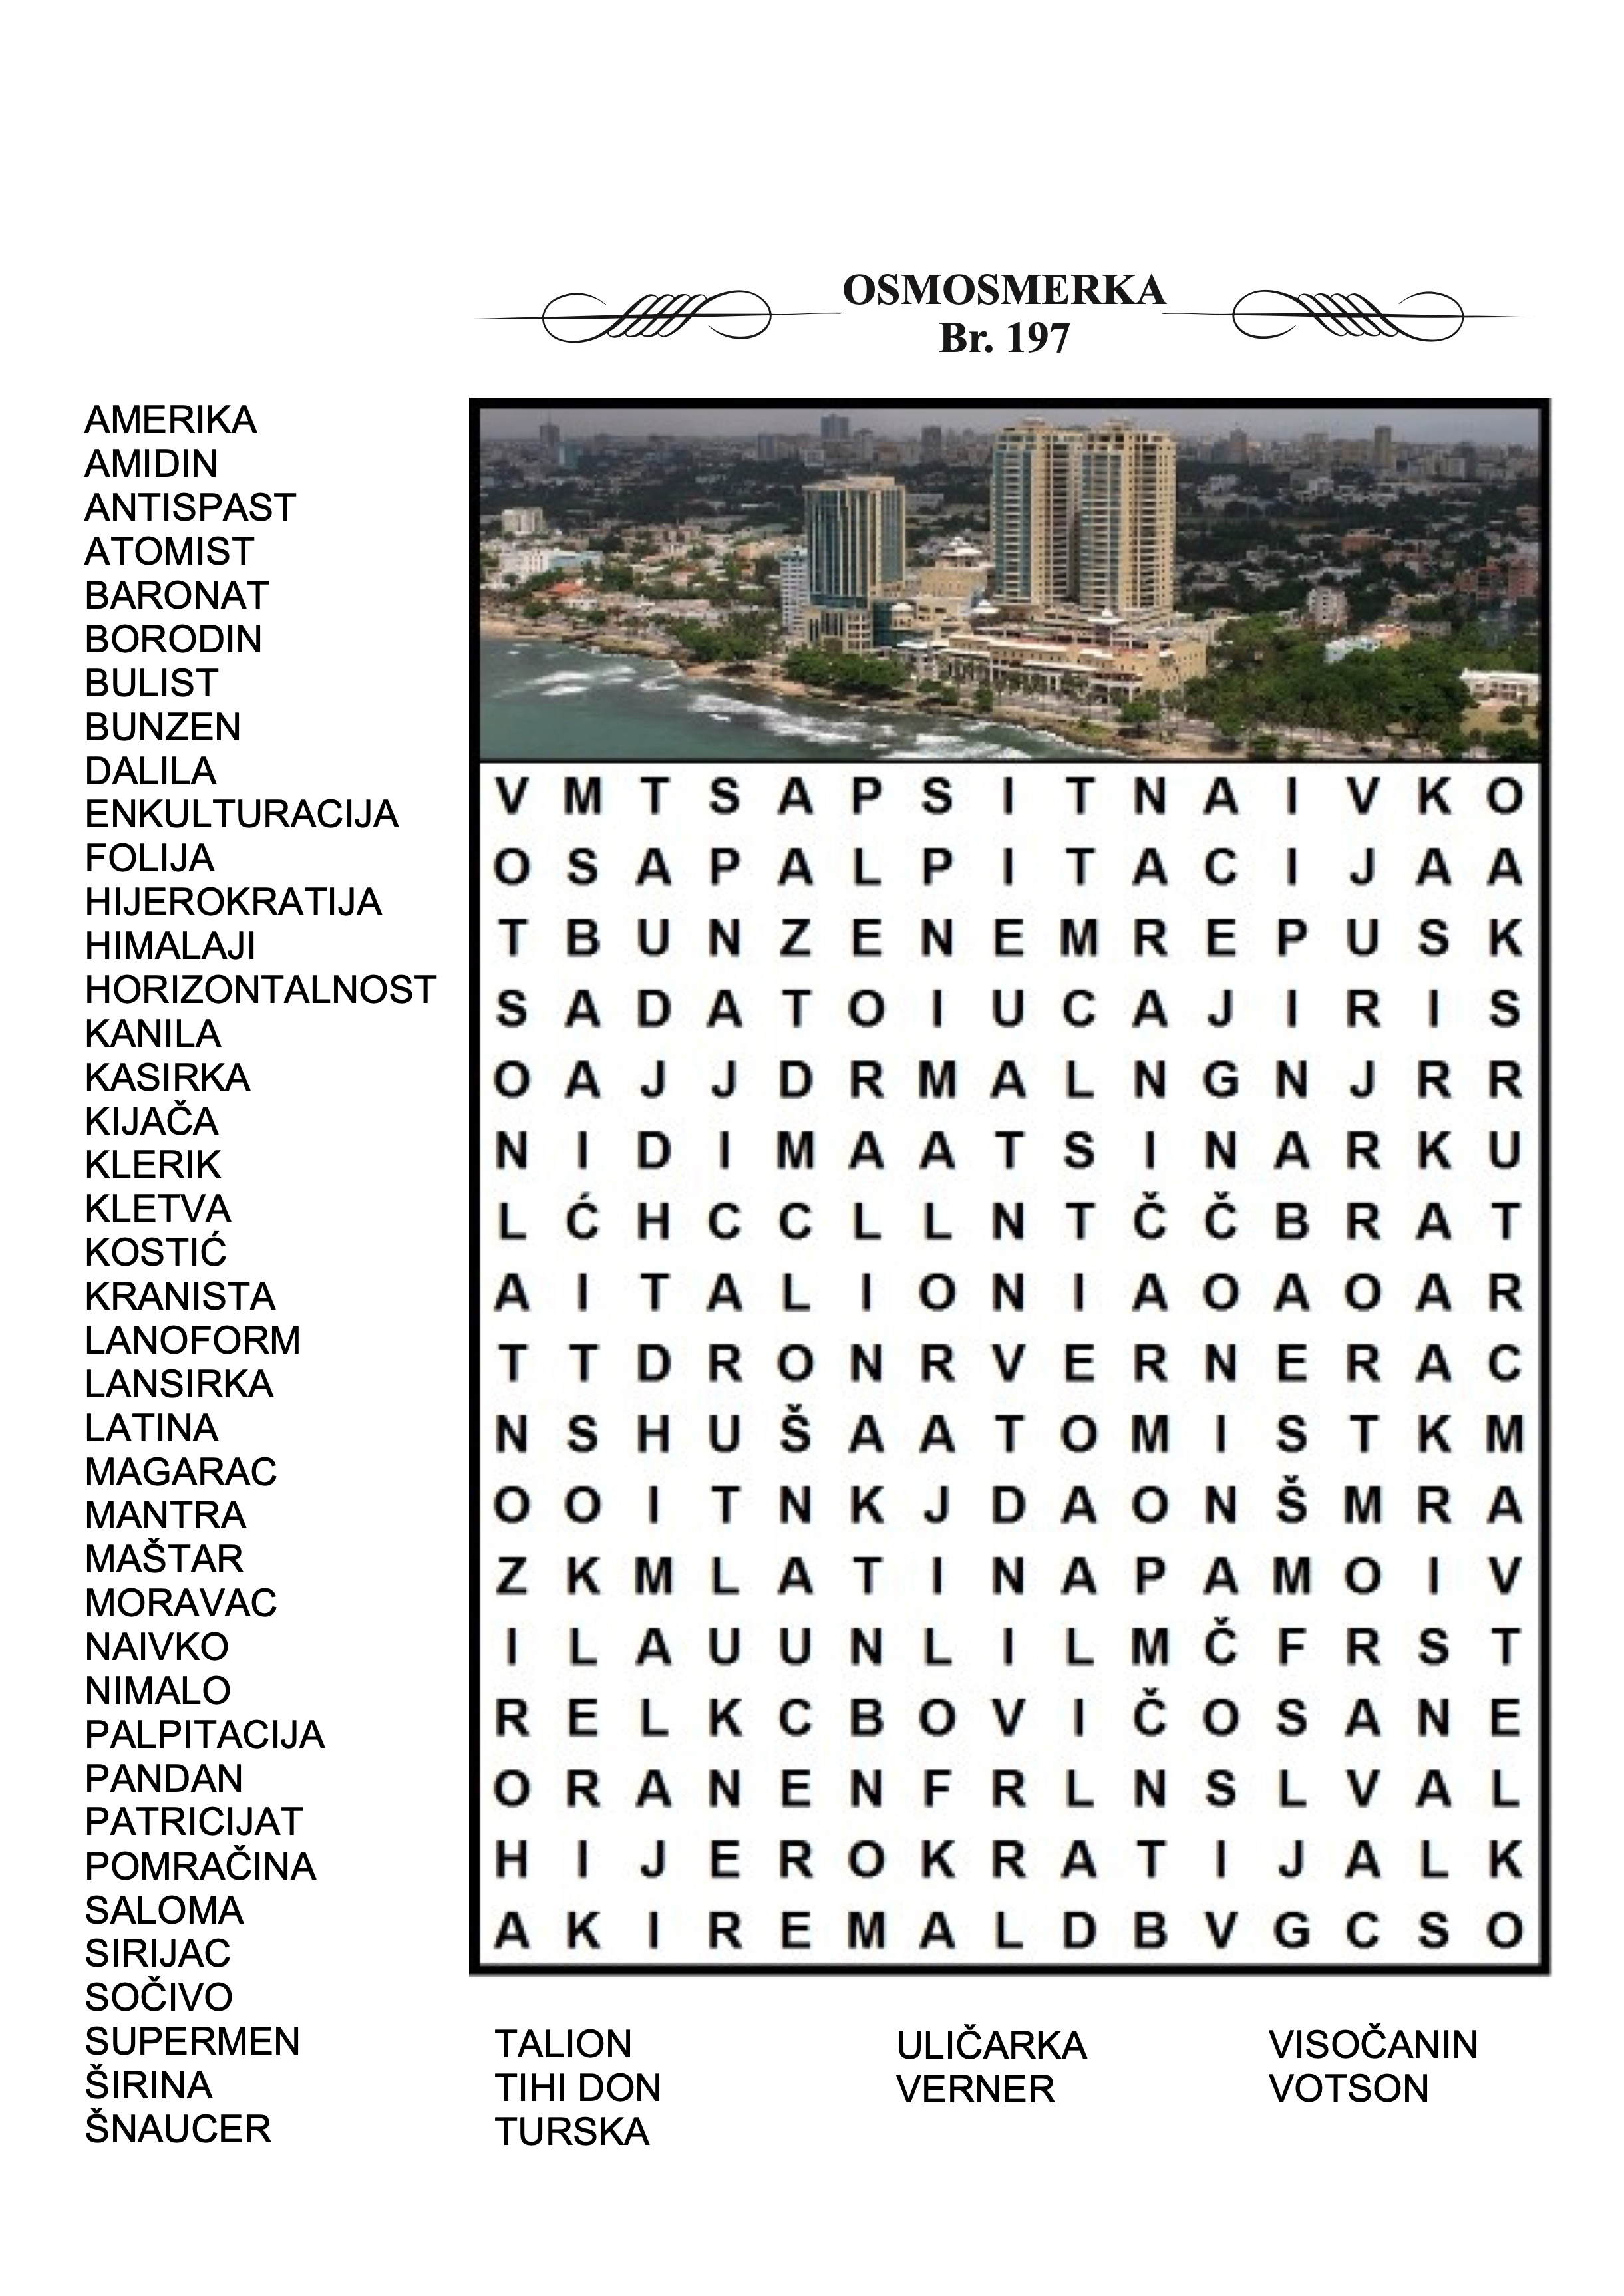 OSMOSMERKA
Br. 197
AMERIKA
AMIDIN
ANTISPAST
ATOMIST
BARONAT
BORODIN
BULIST
BUNZEN
DALILA
ENKULTURACIJA
FOLIJA
HIJEROKRATIJA
HIMALAJI
HORIZONTALNOST
KANILA
KASIRKA
KIJAČA
KLERIK
KLETVA
KOSTIĆ
KRANISTA
LANOFORM
LANSIRKA
LATINA
MAGARAC
MANTRA
MAŠTAR
MORAVAC
NAIVKO
NIMALO
PALPITACIJA
PANDAN
PATRICIJAT
POMRAČINA
SALOMA
SIRIJAC
SOČIVO
SUPERMEN
ŠIRINA
ŠNAUCER
V M T S A P S I T N A I V K O
O S A P A L P I T A C I J A A
T B U N Z E N E M R E P U S K
S A D A T O I U C A J I R I S
O A J J D R M A L N G N J R R
N I D I M A A T S I N A R K U
L Ć H C C L L N T Č Č B R A T
A I T A L I O N I A O A O A R
T T D R O N R V E R N E R A C
N S H U Š A A T O M I S T K M
O O I T N K J D A O N Š M R A
Z K M L A T I N A P A M O I V
I L A U U N L I L M Č F R S T
R E L K C B O V I Č O S A N E
O R A N E N F R L N S L V A L
H I J E R O K R A T I J A L K
A K I R E M A L D B V G C S O
TALION
TIHI DON
TURSKA
ULIČARKA
VERNER
VISOČANIN
VOTSON